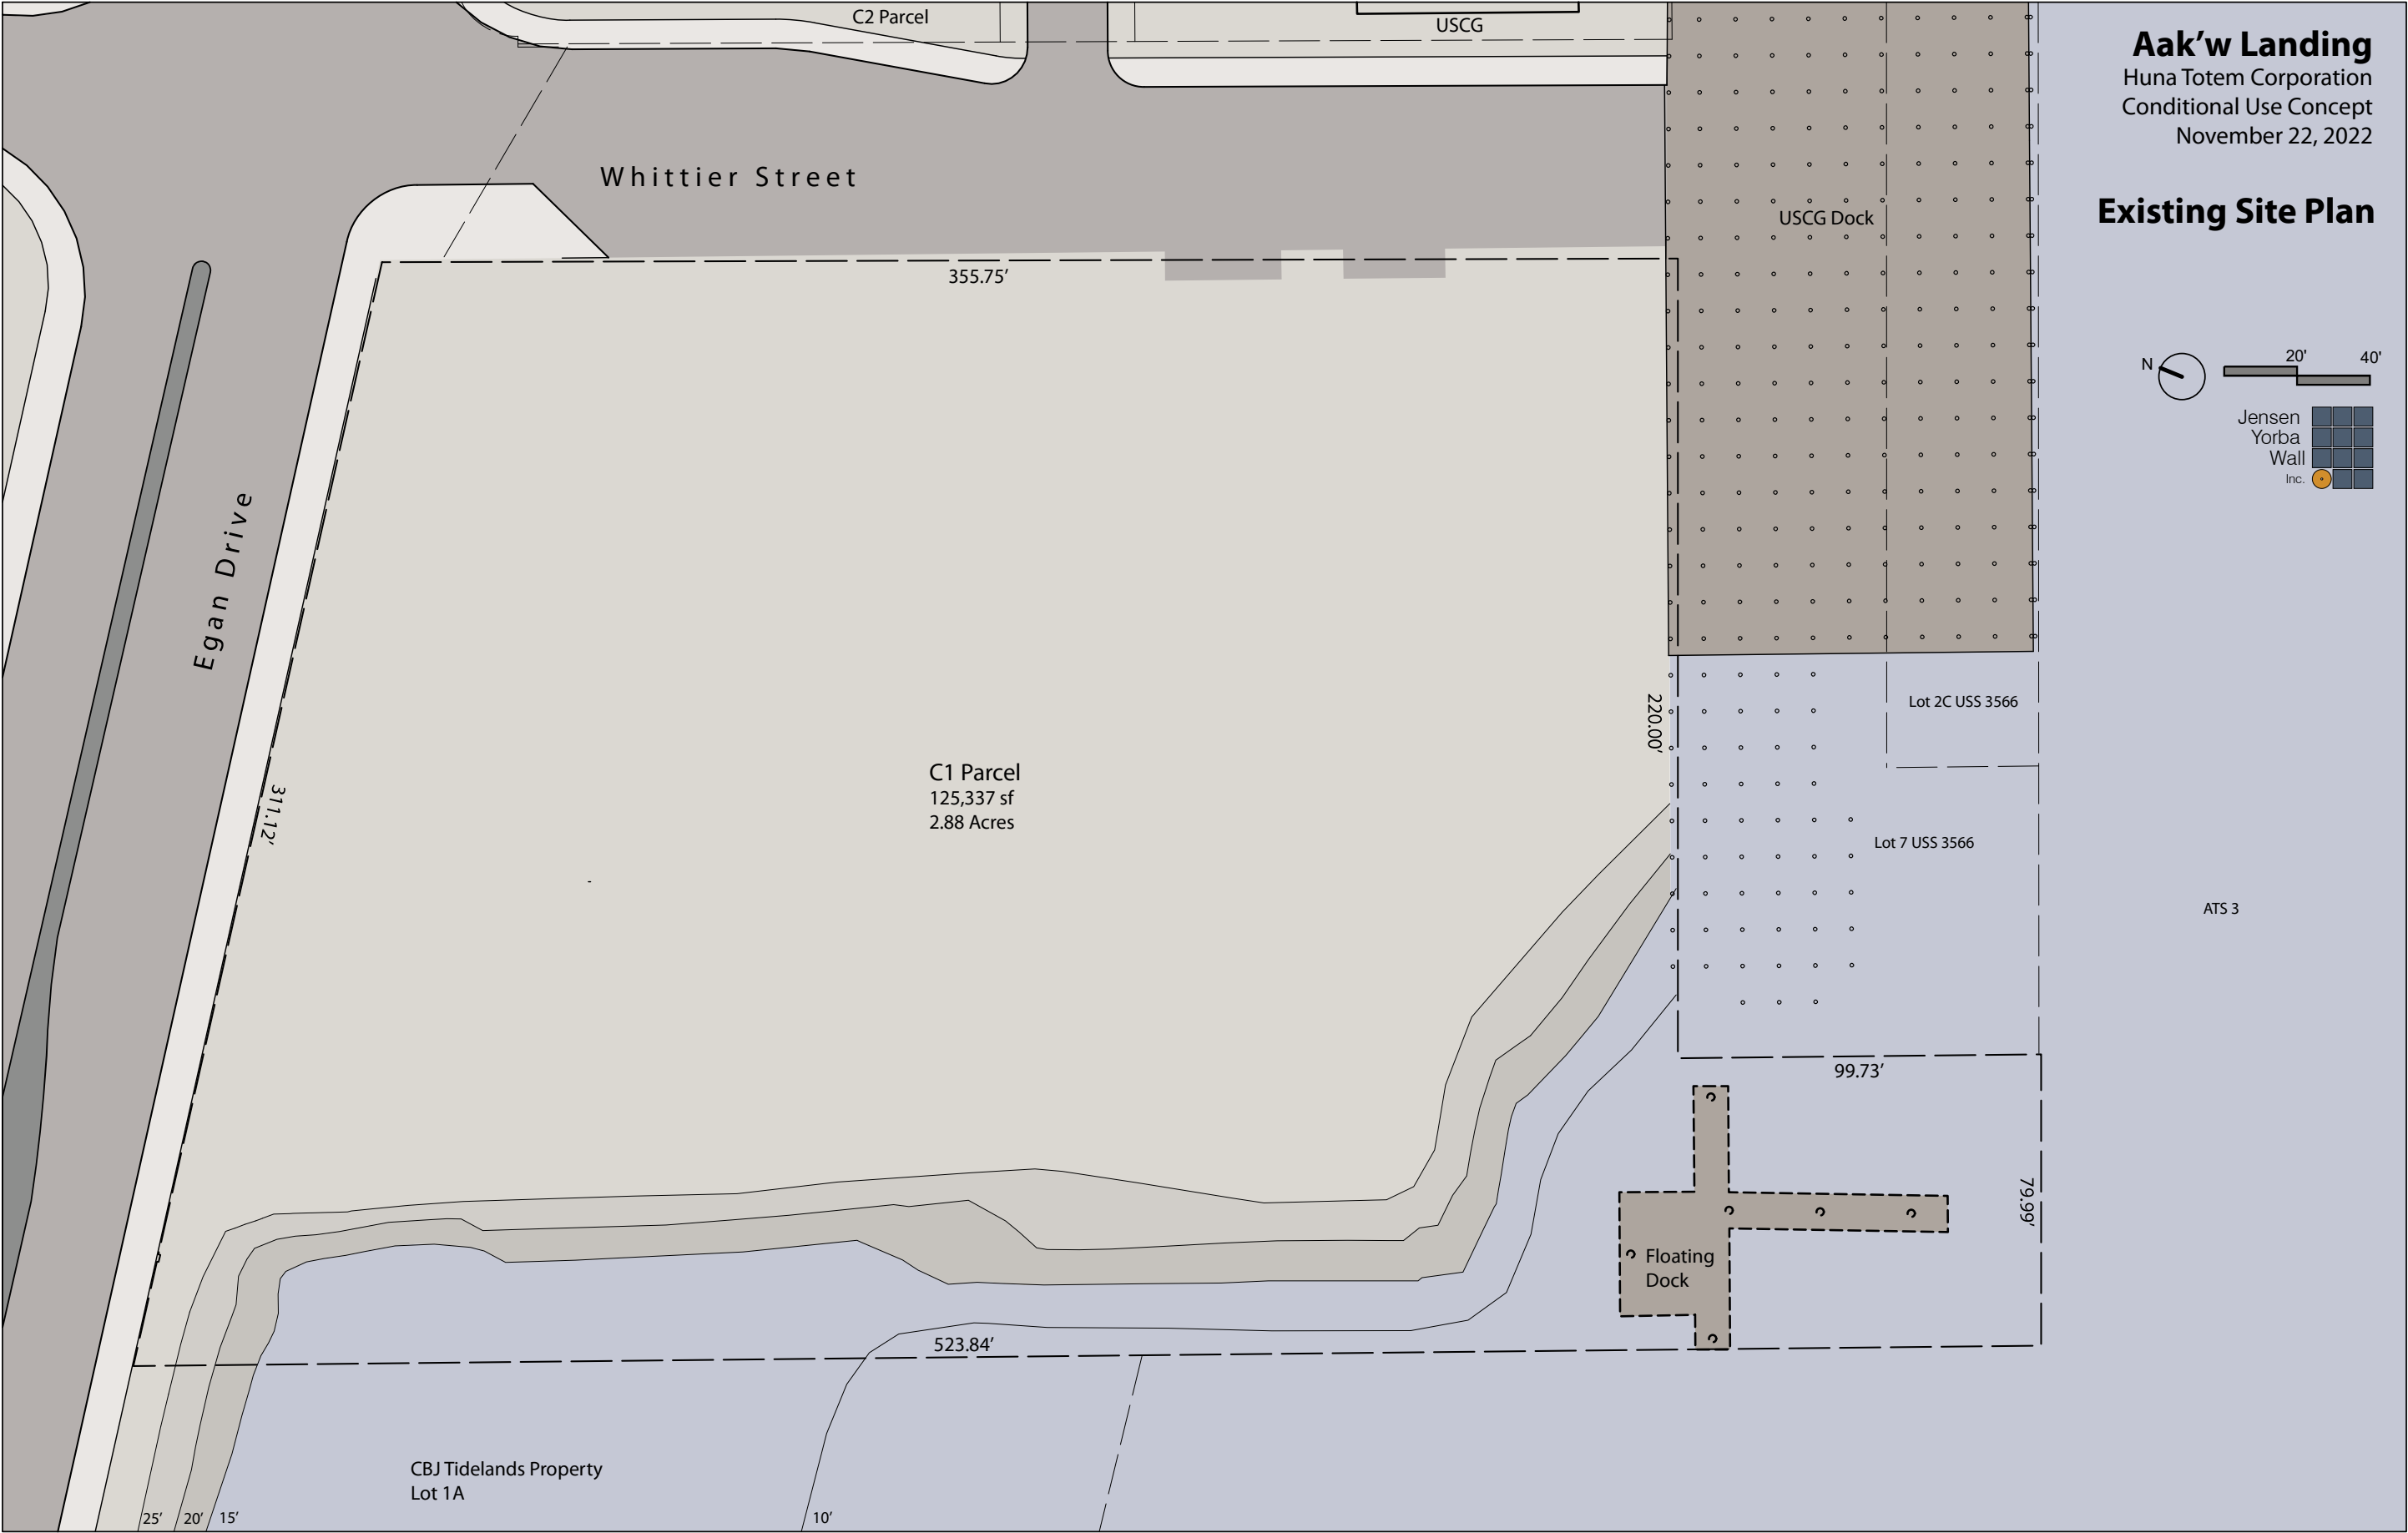 C2 Parcel
USCG
Aak’w Landing
Huna Totem Corporation
Conditional Use Concept
November 22, 2022
Existing Site Plan
Whittier Street
USCG Dock
355.75’
N
20'
40'
Jensen
Yorba
Wall
Inc.
Egan Drive
220.00’
Lot 2C USS 3566
C1 Parcel
125,337 sf
2.88 Acres
311.12’
Lot 7 USS 3566
ATS 3
99.73’
79.99’
Floating
Dock
523.84’
CBJ Tidelands Property
Lot 1A
25’
20’
15’
10’